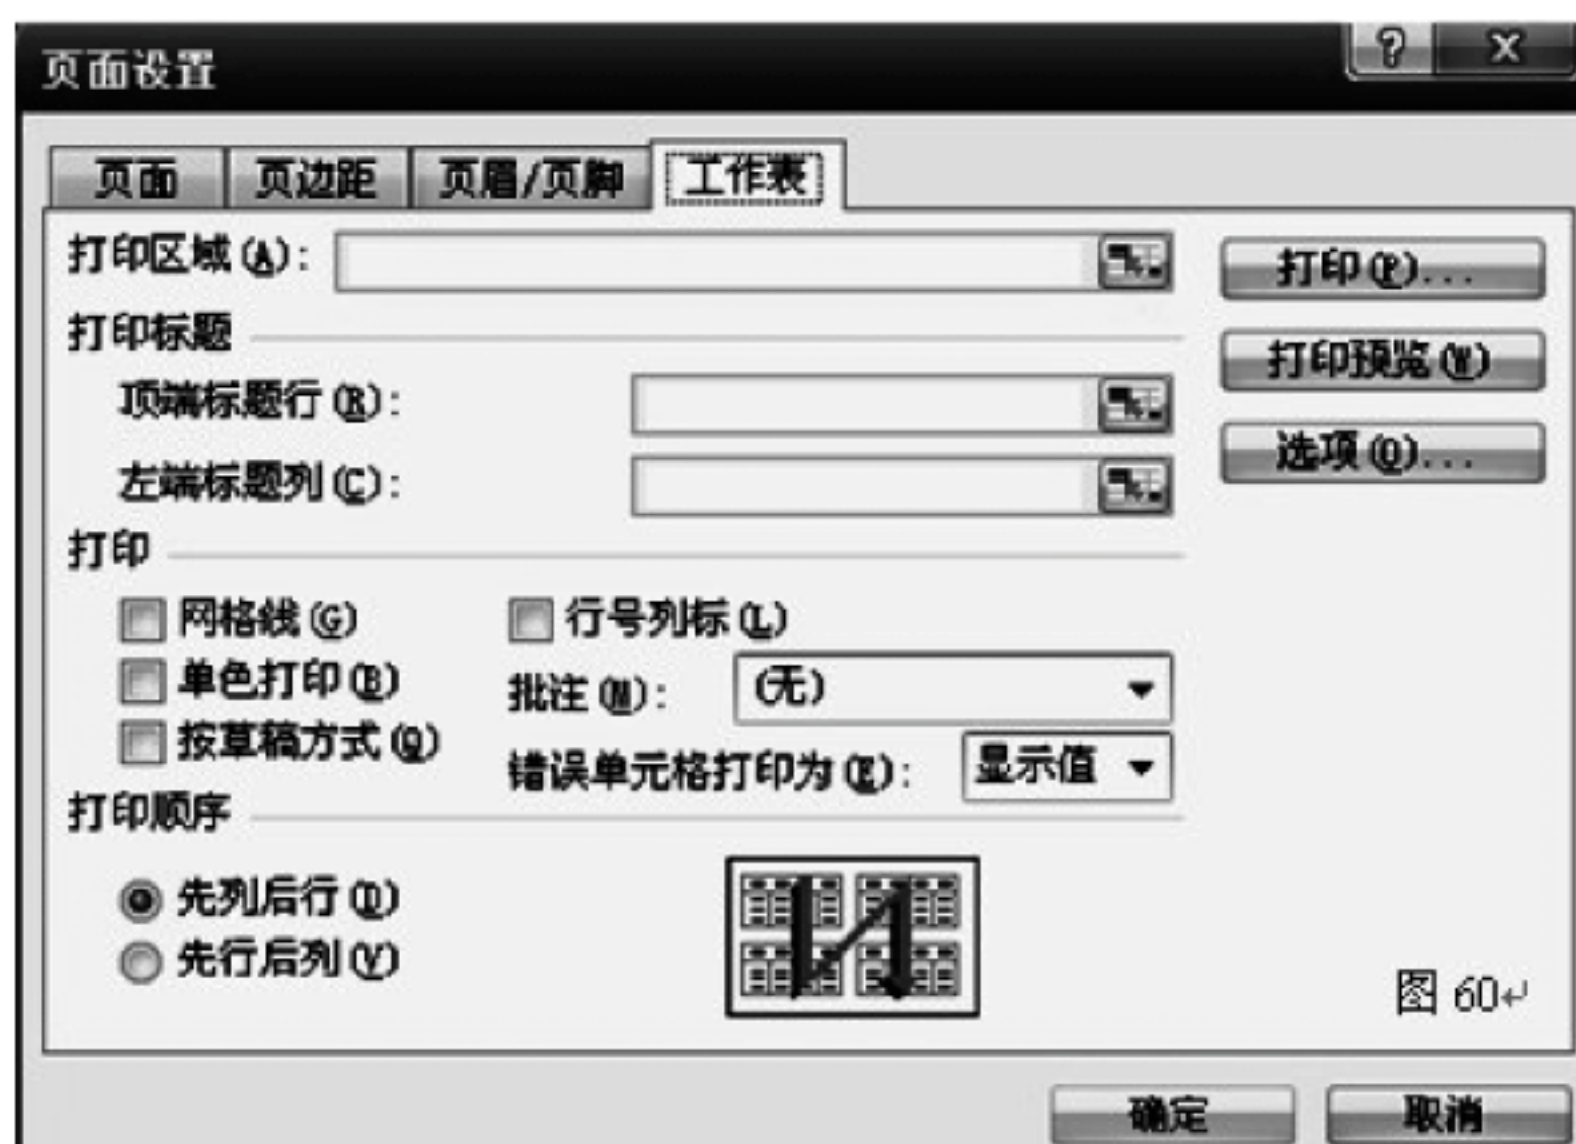 页面设置
页面 页边距 页眉/页脚 工作表
打印区域(A): 打印(P)...
打印标题 打印预览(W)
顶端标题行(R):
左端标题列(C): 选项(O)...
打印
网格线(G) 行号列标(L)
单色打印(B) 批注(M): (无)
按草稿方式(Q) 错误单元格打印为(E): 显示值
打印顺序
先列后行(D)
先行后列(V)
图 60↵
确定 取消